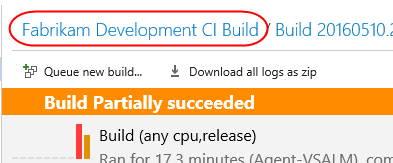 Fabrikam Development CI Build / Build 20160510.2
Queue new build... Download all logs as zip
Build Partially succeeded
Build (any cpu,release)
Ran for 17.3 minutes (Agent-VSALM), com